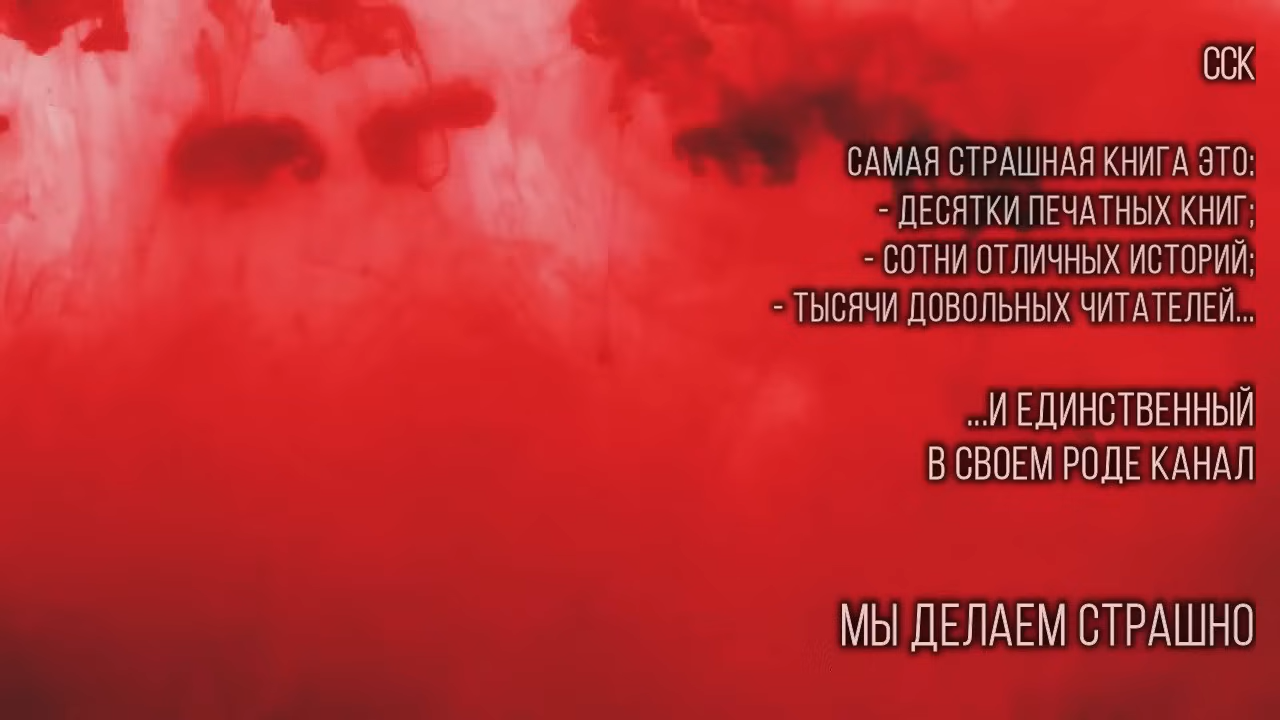 ССК
САМАЯ СТРАШНАЯ КНИГА ЭТО:
- ДЕСЯТКИ ПЕЧАТНЫХ КНИГ;
- СОТНИ ОТЛИЧНЫХ ИСТОРИЙ;
- ТЫСЯЧИ ДОВОЛЬНЫХ ЧИТАТЕЛЕЙ...
...И ЕДИНСТВЕННЫЙ
В СВОЕМ РОДЕ КАНАЛ
МЫ ДЕЛАЕМ СТРАШНО